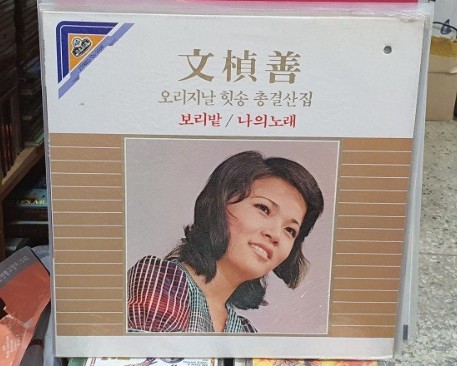 文楨善
오리지날 힛송 총결산집
보리밭 / 나의노래